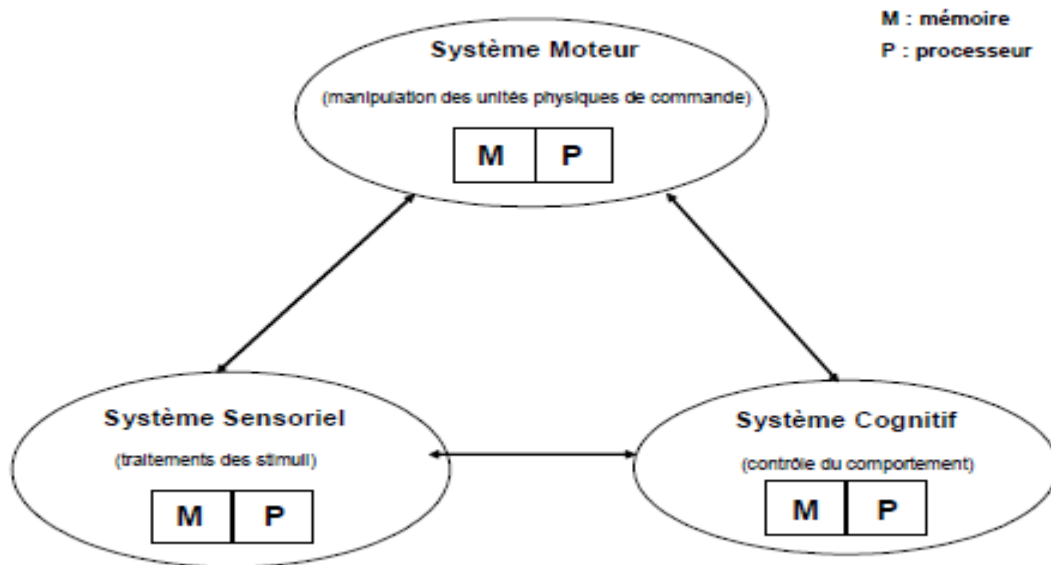 M : mémoire
P : processeur
Système Moteur
(manipulation des unités physiques de commande)
M P
Système Sensoriel
(traitements des stimuli)
M P
Système Cognitif
(contrôle du comportement)
M P